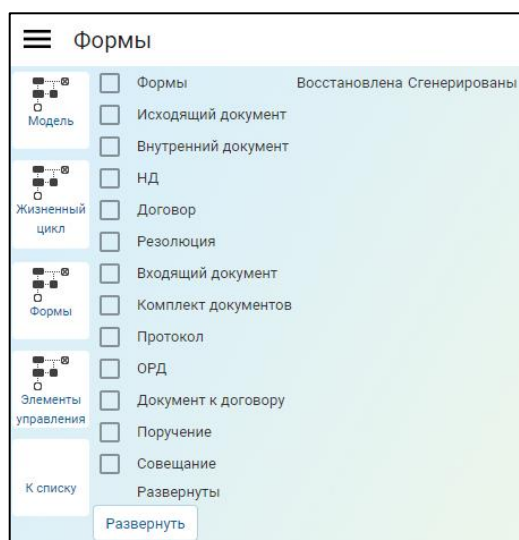 Формы
Модель
Жизненный
цикл
Формы
Элементы
управления
К списку
Формы Восстановлена Сгенерированы
Исходящий документ
Внутренний документ
НД
Договор
Резолюция
Входящий документ
Комплект документов
Протокол
ОРД
Документ к договору
Поручение
Совещание
Развернуты
Развернуть